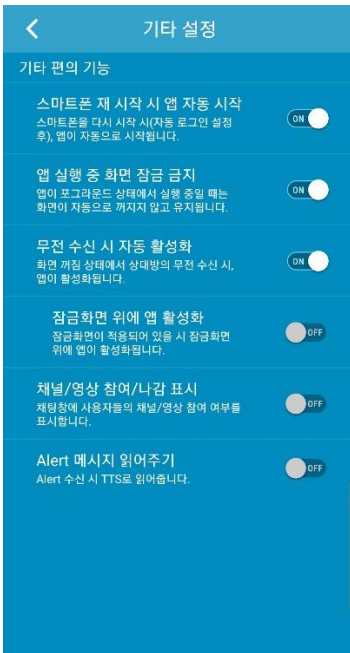 기타 설정
기타 편의 기능
스마트폰 재 시작 시 앱 자동 시작
스마트폰을 다시 시작 시(자동 로그인 설정
후), 앱이 자동으로 시작됩니다.
ON
앱 실행 중 화면 잠금 금지
앱이 포그라운드 상태에서 실행 중일 때는
화면이 자동으로 꺼지지 않고 유지됩니다.
ON
무전 수신 시 자동 활성화
화면 꺼짐 상태에서 상대방의 무전 수신 시,
앱이 활성화됩니다.
ON
잠금화면 위에 앱 활성화
잠금화면이 적용되어 있을 시 잠금화면
위에 앱이 활성화됩니다.
OFF
채널/영상 참여/나감 표시
채팅창에 사용자들의 채널/영상 참여 여부를
표시합니다.
OFF
Alert 메시지 읽어주기
Alert 수신 시 TTS로 읽어줍니다.
OFF